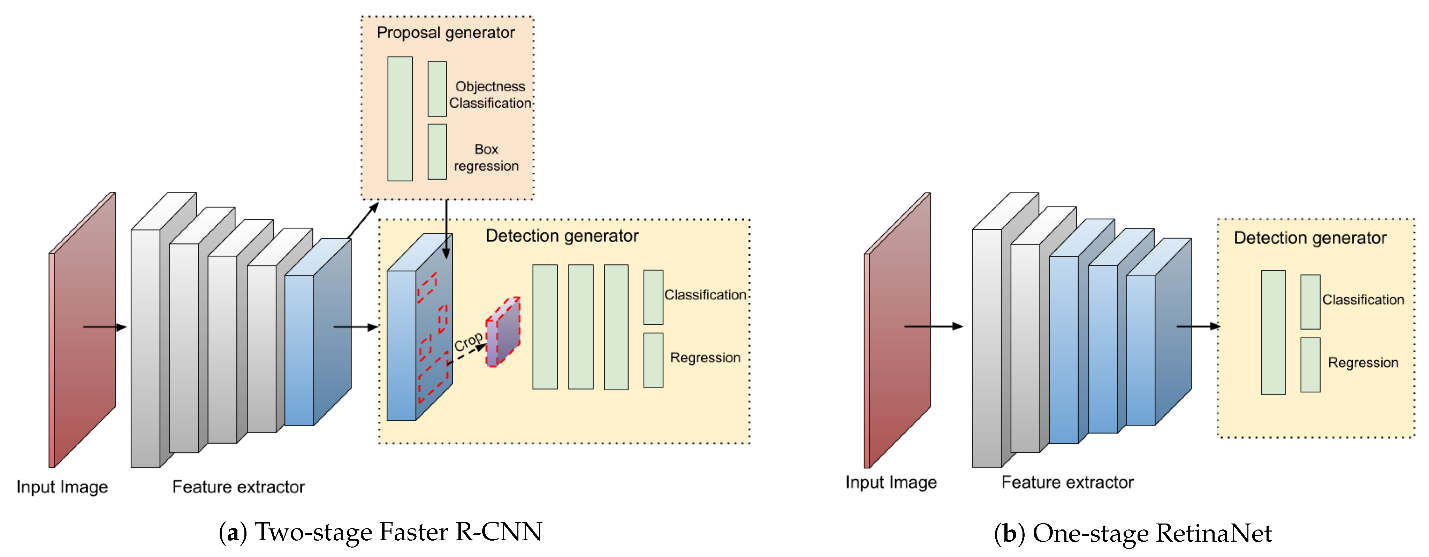 Proposal generator
Objectness
Classification
Box
regression
Detection generator
Classification
Crop
Regression
Input Image
Feature extractor
(a) Two-stage Faster R-CNN
Detection generator
Classification
Regression
Input Image
Feature extractor
(b) One-stage RetinaNet